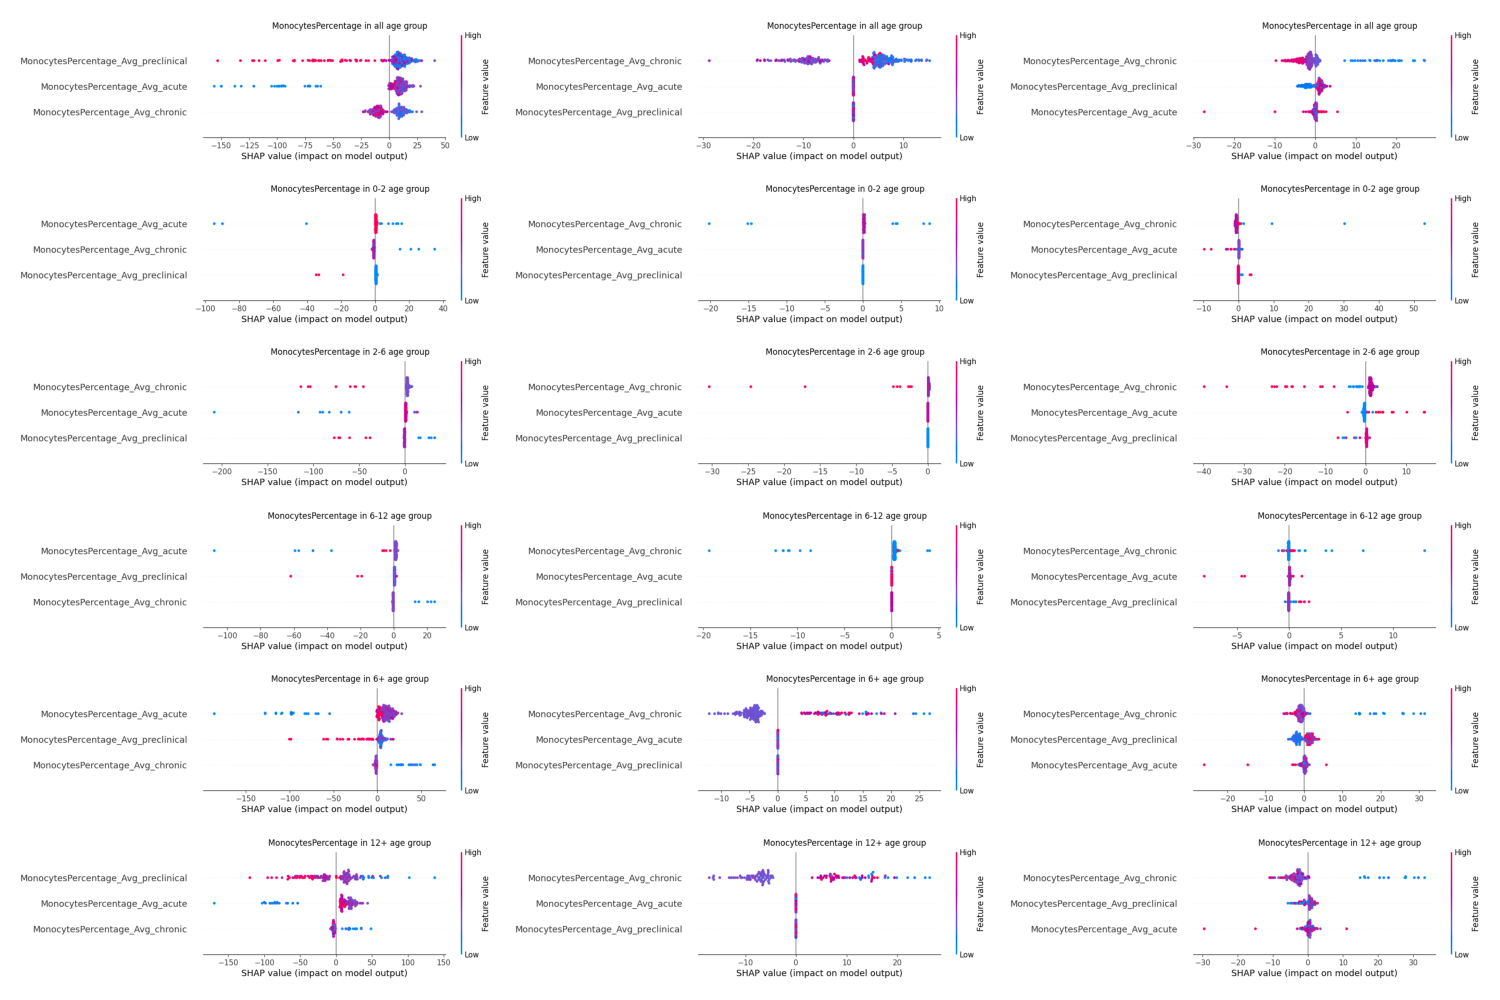 MonocytesPercentage in all age group
High
MonocytesPercentage_Avg_preclinical
MonocytesPercentage_Avg_acute
MonocytesPercentage_Avg_chronic
Feature value
Low
−150 −125 −100 −75 −50 −25 0 25 50
SHAP value (impact on model output)
MonocytesPercentage in all age group
High
MonocytesPercentage_Avg_chronic
MonocytesPercentage_Avg_acute
MonocytesPercentage_Avg_preclinical
Feature value
Low
−30 −20 −10 0 10
SHAP value (impact on model output)
MonocytesPercentage in all age group
High
MonocytesPercentage_Avg_chronic
MonocytesPercentage_Avg_preclinical
MonocytesPercentage_Avg_acute
Feature value
Low
−30 −20 −10 0 10 20
SHAP value (impact on model output)
MonocytesPercentage in 0-2 age group
High
MonocytesPercentage_Avg_acute
MonocytesPercentage_Avg_chronic
MonocytesPercentage_Avg_preclinical
Feature value
Low
−100 −80 −60 −40 −20 0 20 40
SHAP value (impact on model output)
MonocytesPercentage in 0-2 age group
High
MonocytesPercentage_Avg_chronic
MonocytesPercentage_Avg_acute
MonocytesPercentage_Avg_preclinical
Feature value
Low
−20 −15 −10 −5 0 5 10
SHAP value (impact on model output)
MonocytesPercentage in 0-2 age group
High
MonocytesPercentage_Avg_chronic
MonocytesPercentage_Avg_acute
MonocytesPercentage_Avg_preclinical
Feature value
Low
−10 0 10 20 30 40 50
SHAP value (impact on model output)
MonocytesPercentage in 2-6 age group
High
MonocytesPercentage_Avg_chronic
MonocytesPercentage_Avg_acute
MonocytesPercentage_Avg_preclinical
Feature value
Low
−200 −150 −100 −50 0
SHAP value (impact on model output)
MonocytesPercentage in 2-6 age group
High
MonocytesPercentage_Avg_chronic
MonocytesPercentage_Avg_acute
MonocytesPercentage_Avg_preclinical
Feature value
Low
−30 −25 −20 −15 −10 −5 0
SHAP value (impact on model output)
MonocytesPercentage in 2-6 age group
High
MonocytesPercentage_Avg_chronic
MonocytesPercentage_Avg_acute
MonocytesPercentage_Avg_preclinical
Feature value
Low
−40 −30 −20 −10 0 10
SHAP value (impact on model output)
MonocytesPercentage in 6-12 age group
High
MonocytesPercentage_Avg_acute
MonocytesPercentage_Avg_preclinical
MonocytesPercentage_Avg_chronic
Feature value
Low
−100 −80 −60 −40 −20 0 20
SHAP value (impact on model output)
MonocytesPercentage in 6-12 age group
High
MonocytesPercentage_Avg_chronic
MonocytesPercentage_Avg_acute
MonocytesPercentage_Avg_preclinical
Feature value
Low
−20 −15 −10 −5 0 5
SHAP value (impact on model output)
MonocytesPercentage in 6-12 age group
High
MonocytesPercentage_Avg_chronic
MonocytesPercentage_Avg_acute
MonocytesPercentage_Avg_preclinical
Feature value
Low
−5 0 5 10
SHAP value (impact on model output)
MonocytesPercentage in 6+ age group
High
MonocytesPercentage_Avg_acute
MonocytesPercentage_Avg_preclinical
MonocytesPercentage_Avg_chronic
Feature value
Low
−150 −100 −50 0 50
SHAP value (impact on model output)
MonocytesPercentage in 6+ age group
High
MonocytesPercentage_Avg_chronic
MonocytesPercentage_Avg_acute
MonocytesPercentage_Avg_preclinical
Feature value
Low
−10 −5 0 5 10 15 20 25
SHAP value (impact on model output)
MonocytesPercentage in 6+ age group
High
MonocytesPercentage_Avg_chronic
MonocytesPercentage_Avg_preclinical
MonocytesPercentage_Avg_acute
Feature value
Low
−20 −10 0 10 20 30
SHAP value (impact on model output)
MonocytesPercentage in 12+ age group
High
MonocytesPercentage_Avg_preclinical
MonocytesPercentage_Avg_acute
MonocytesPercentage_Avg_chronic
Feature value
Low
−150 −100 −50 0 50 100 150
SHAP value (impact on model output)
MonocytesPercentage in 12+ age group
High
MonocytesPercentage_Avg_chronic
MonocytesPercentage_Avg_acute
MonocytesPercentage_Avg_preclinical
Feature value
Low
−10 0 10 20
SHAP value (impact on model output)
MonocytesPercentage in 12+ age group
High
MonocytesPercentage_Avg_chronic
MonocytesPercentage_Avg_preclinical
MonocytesPercentage_Avg_acute
Feature value
Low
−30 −20 −10 0 10 20 30
SHAP value (impact on model output)